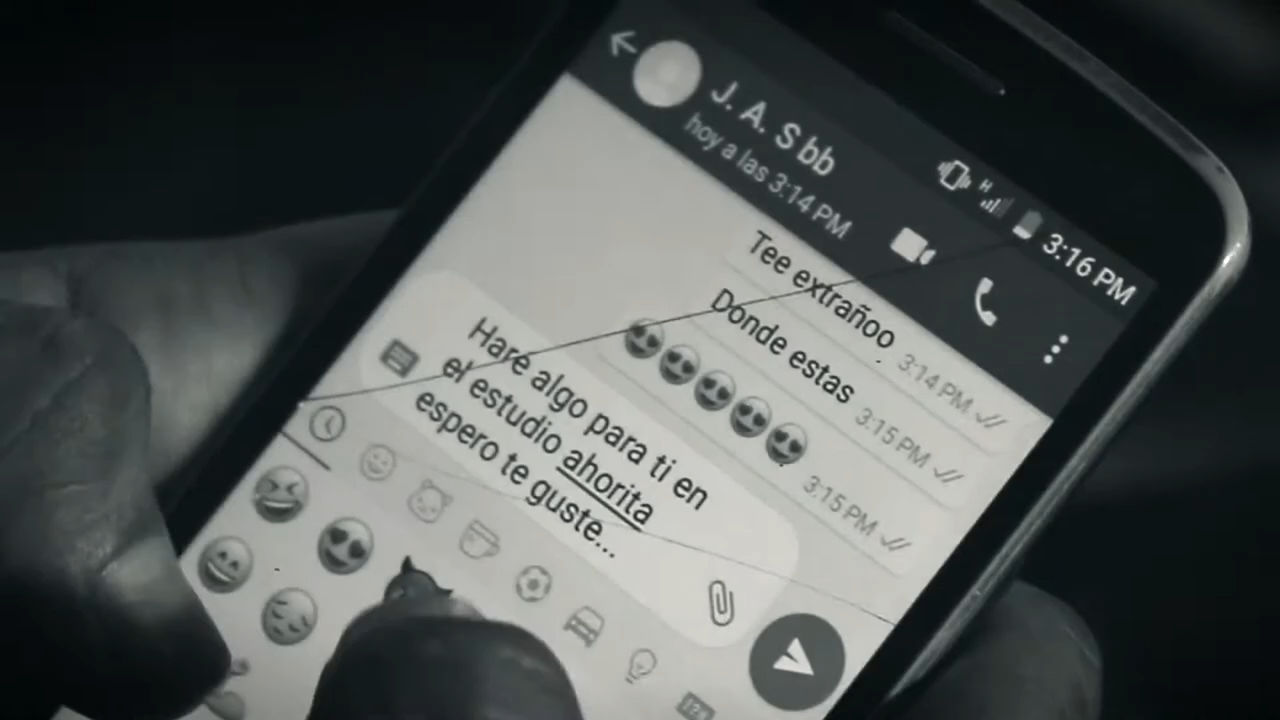 J. A. S bb
hoy a las 3:14 PM
H
3:16 PM
Tee extrañoo 3:14 PM
Donde estas 3:15 PM
😍😍😍😍😍 3:15 PM
Hare algo para ti en
el estudio ahorita
espero te guste...